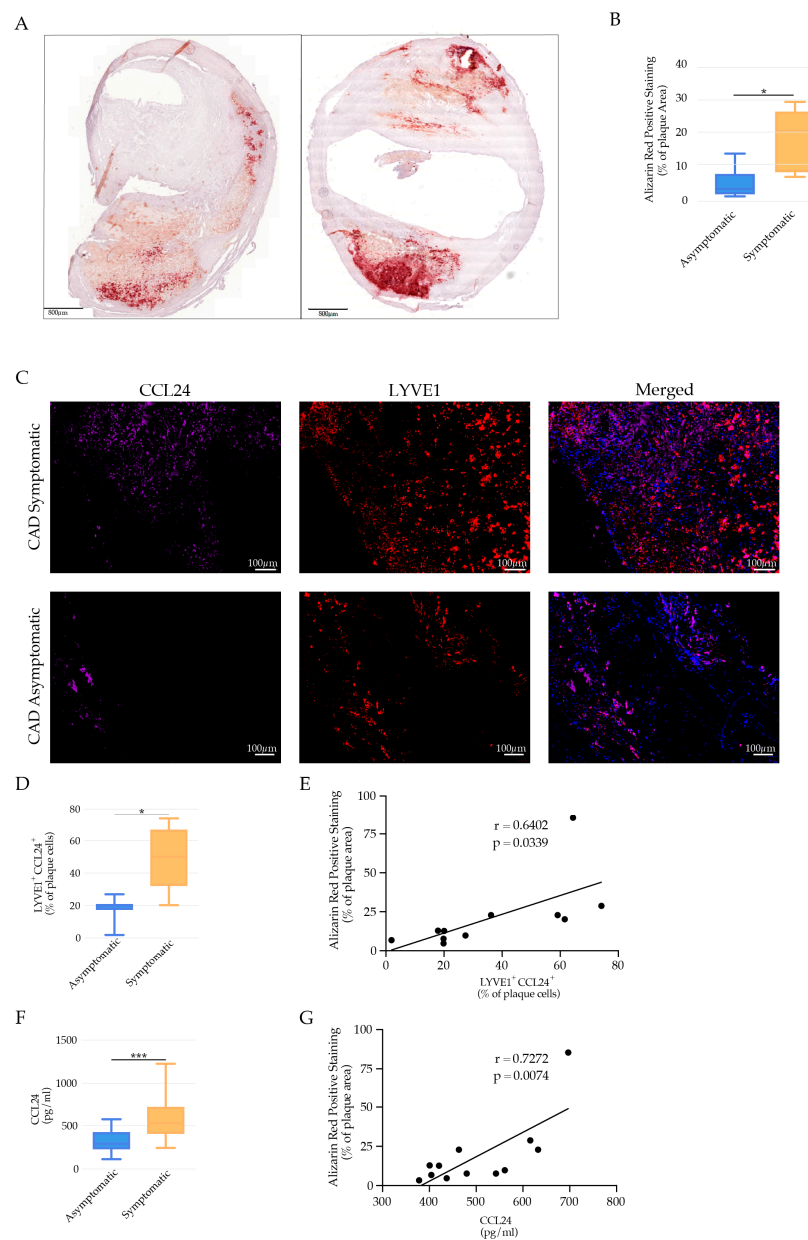 A
800µm
800µm
B
Alizarin Red Positive Staining
(% of plaque Area)
40
30
20
10
0
*
Asymptomatic
Symptomatic
C
CCL24
LYVE1
Merged
CAD Symptomatic
100µm
100µm
100µm
CAD Asymptomatic
100µm
100µm
100µm
D
LYVE1+ CCL24+
(% of plaque cells)
80
60
40
20
0
*
Asymptomatic
Symptomatic
E
Alizarin Red Positive Staining
(% of plaque area)
100
75
50
25
0
r = 0.6402
p = 0.0339
0
20
40
60
80
LYVE1+ CCL24+
(% of plaque cells)
F
CCL24
(pg/ml)
1500
1000
500
0
***
Asymptomatic
Symptomatic
G
Alizarin Red Positive Staining
(% of plaque area)
100
75
50
25
0
r = 0.7272
p = 0.0074
300
400
500
600
700
800
CCL24
(pg/ml)